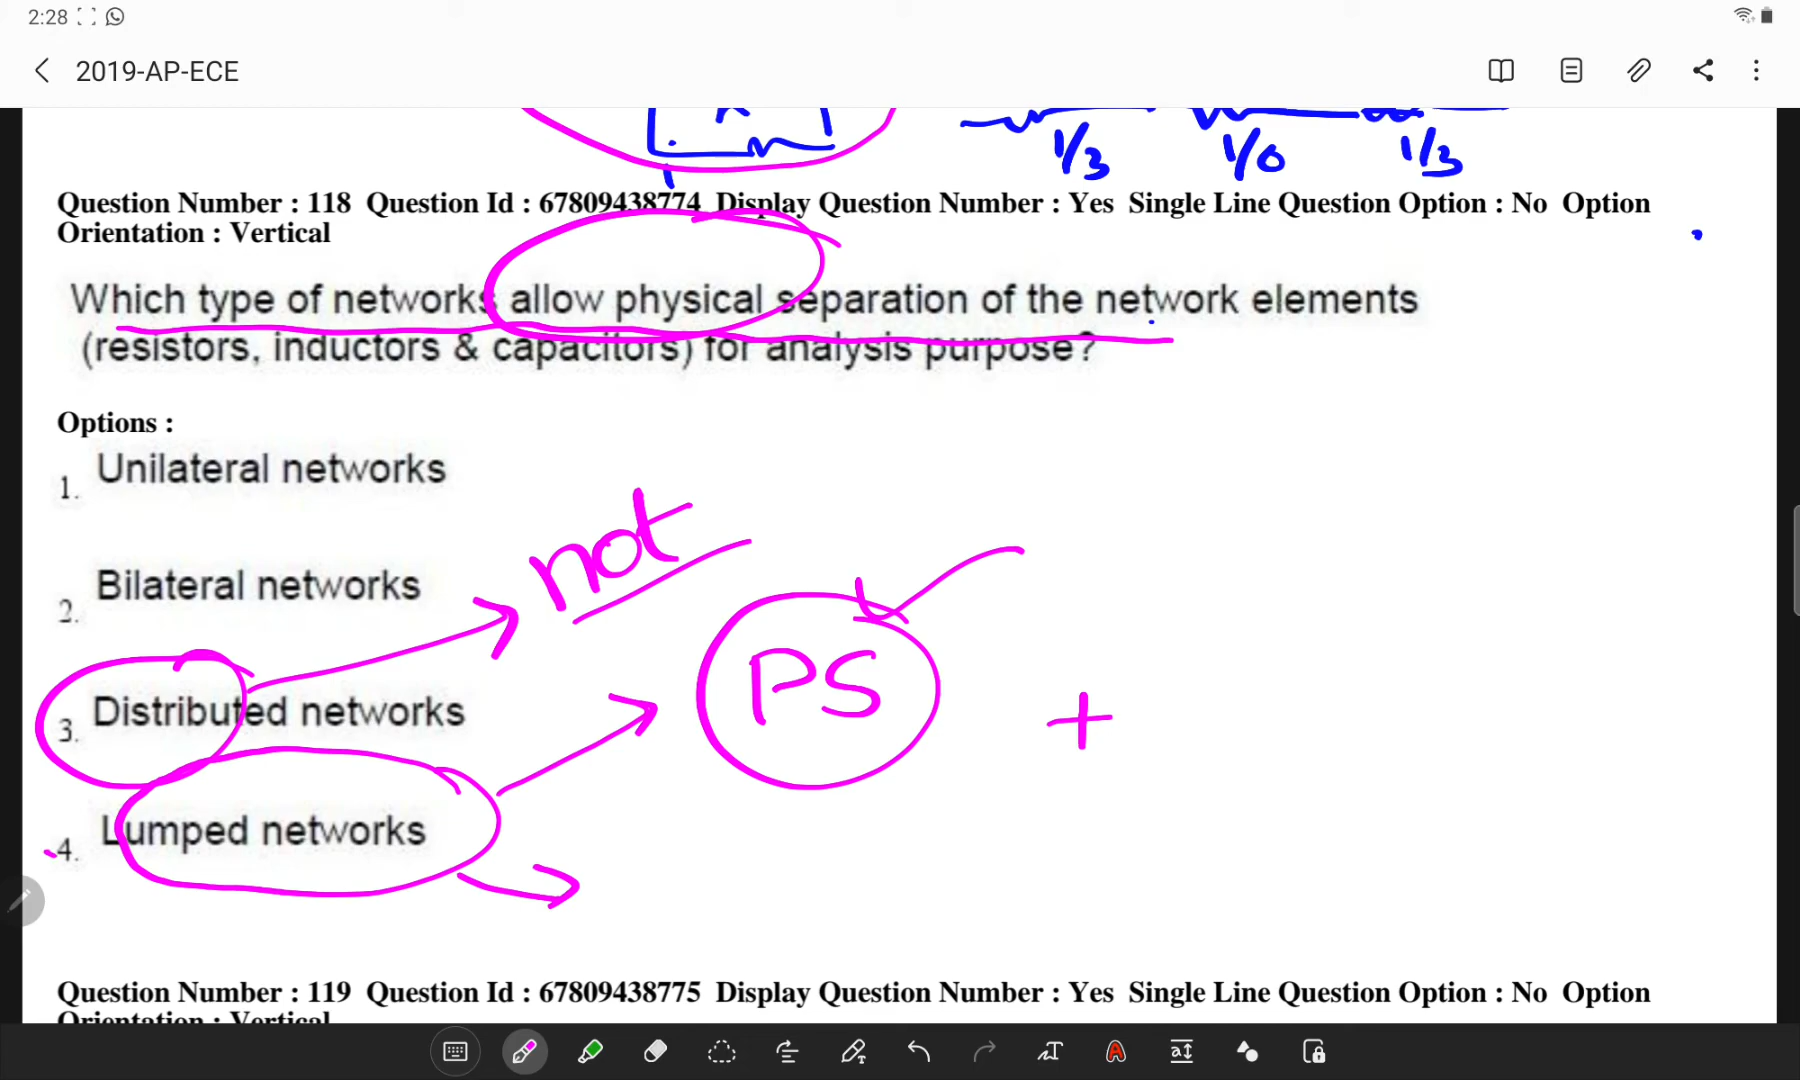 2:28
2019-AP-ECE
1/3 1/0 1/3
Question Number : 118 Question Id : 67809438774 Display Question Number : Yes Single Line Question Option : No Option
Orientation : Vertical
Which type of networks allow physical separation of the network elements
(resistors, inductors & capacitors) for analysis purpose?
Options :
1. Unilateral networks
not
2. Bilateral networks
PS
3. Distributed networks
+
4. Lumped networks
Question Number : 119 Question Id : 67809438775 Display Question Number : Yes Single Line Question Option : No Option
Orientation : Vertical